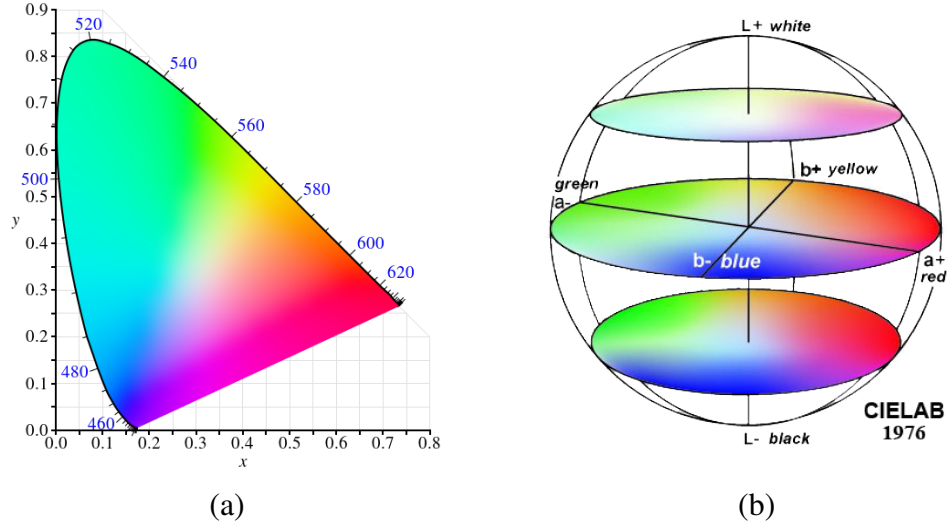 0.9
520
0.8
540
0.7
560
0.6
500
580
0.5
y
0.4
600
620
0.3
0.2
480
0.1
460
0.0
0.0 0.1 0.2 0.3 0.4 0.5 0.6 0.7 0.8
x
(a)
L+ white
b+ yellow
green
a-
b- blue
a+
red
CIELAB
1976
L- black
(b)